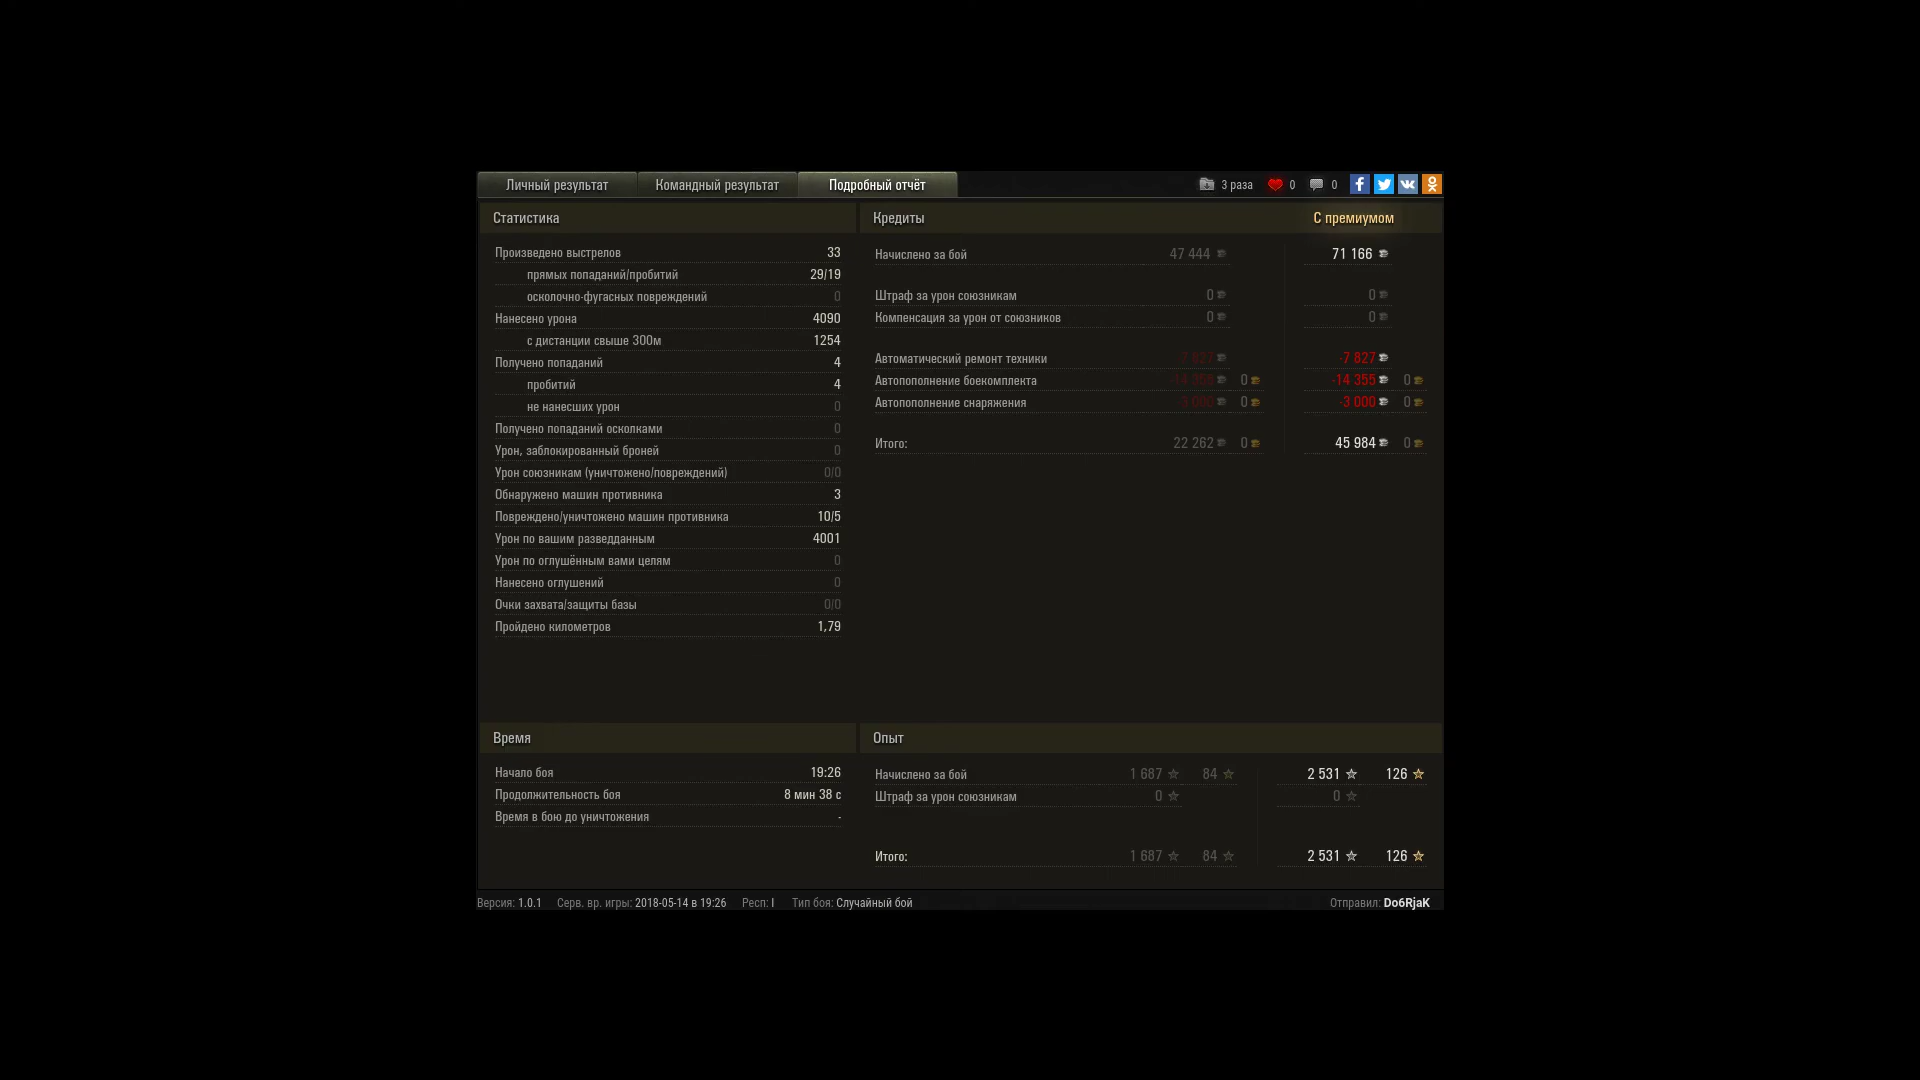 Личный результат Командный результат Подробный отчёт 3 раза 0 0
Статистика
Произведено выстрелов 33
прямых попаданий/пробитий 29/19
осколочно-фугасных повреждений 0
Нанесено урона 4090
с дистанции свыше 300м 1254
Получено попаданий 4
пробитий 4
не нанесших урон 0
Получено попаданий осколками 0
Урон, заблокированный броней 0
Урон союзникам (уничтожено/повреждений) 0/0
Обнаружено машин противника 3
Повреждено/уничтожено машин противника 10/5
Урон по вашим разведданным 4001
Урон по оглушённым вами целям 0
Нанесено оглушений 0
Очки захвата/защиты базы 0/0
Пройдено километров 1,79
Кредиты С премиумом
Начислено за бой 47 444 71 166
Штраф за урон союзникам 0 0
Компенсация за урон от союзников 0 0
Автоматический ремонт техники -7 827 -7 827
Автопополнение боекомплекта -14 355 0 -14 355 0
Автопополнение снаряжения -3 000 0 -3 000 0
Итого: 22 262 0 45 984 0
Время
Начало боя 19:26
Продолжительность боя 8 мин 38 с
Время в бою до уничтожения -
Опыт
Начислено за бой 1 687 84 2 531 126
Штраф за урон союзникам 0 0
Итого: 1 687 84 2 531 126
Версия: 1.0.1 Серв. вр. игры: 2018-05-14 в 19:26 Респ: I Тип боя: Случайный бой Отправил: Do6RjaK